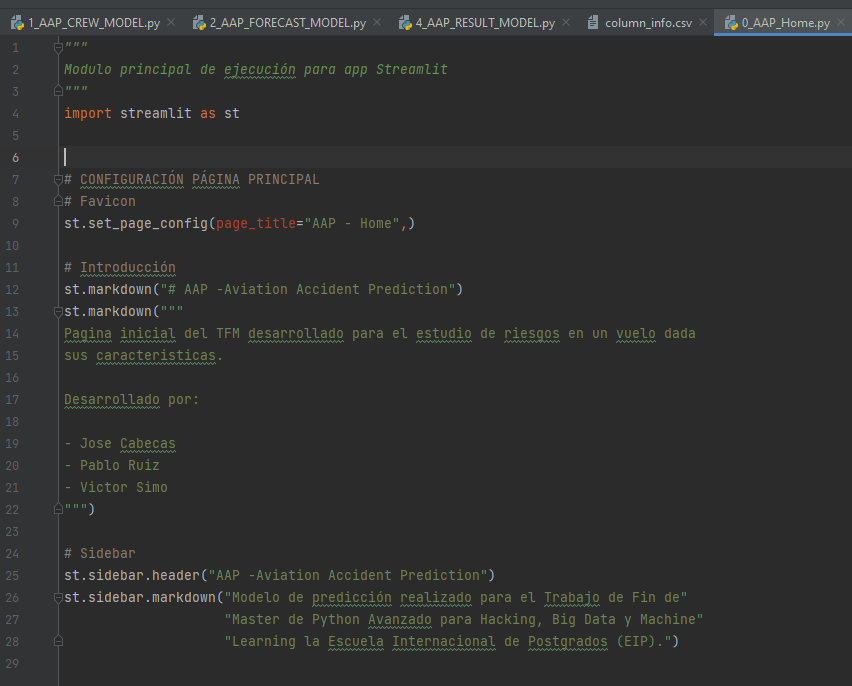 1_AAP_CREW_MODEL.py 2_AAP_FORECAST_MODEL.py 4_AAP_RESULT_MODEL.py column_info.csv 0_AAP_Home.py
1 """
2 Modulo principal de ejecución para app Streamlit
3 """
4 import streamlit as st
5
6
7 # CONFIGURACIÓN PÁGINA PRINCIPAL
8 # Favicon
9 st.set_page_config(page_title="AAP - Home",)
10
11 # Introducción
12 st.markdown("# AAP -Aviation Accident Prediction")
13 st.markdown("""
14 Pagina inicial del TFM desarrollado para el estudio de riesgos en un vuelo dada
15 sus caracteristicas.
16
17 Desarrollado por:
18
19 - Jose Cabecas
20 - Pablo Ruiz
21 - Victor Simo
22 """)
23
24 # Sidebar
25 st.sidebar.header("AAP -Aviation Accident Prediction")
26 st.sidebar.markdown("Modelo de predicción realizado para el Trabajo de Fin de"
27 "Master de Python Avanzado para Hacking, Big Data y Machine"
28 "Learning la Escuela Internacional de Postgrados (EIP).")
29